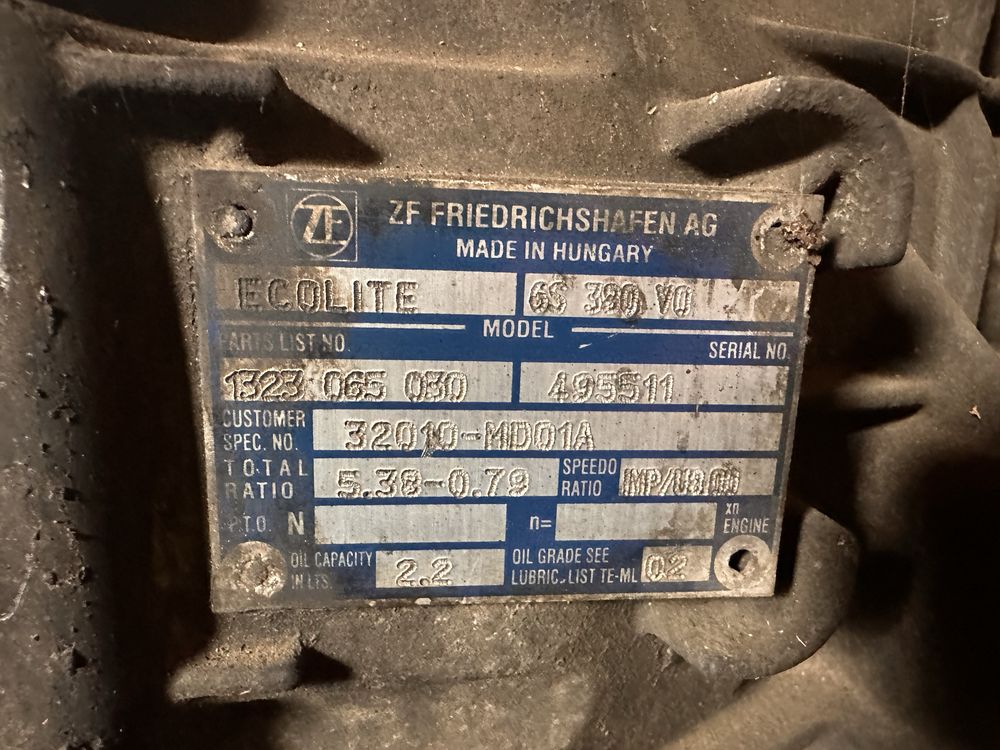 ZF
ZF FRIEDRICHSHAFEN AG
MADE IN HUNGARY
ECOLITE 6S 380 VO
MODEL
PARTS LIST NO. SERIAL NO.
1323 065 030 495511
CUSTOMER SPEC. NO. 32010-MD01A
TOTAL RATIO 5.38-0.79 SPEEDO RATIO
P.T.O. N n= xn ENGINE
OIL CAPACITY IN LTS. 2.2 OIL GRADE SEE LUBRIC. LIST TE-ML 02